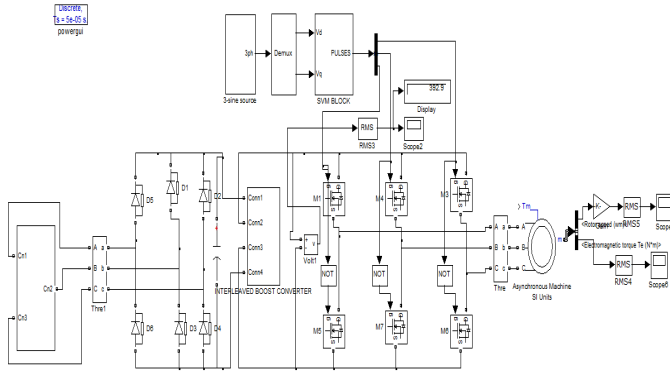 Discrete,
Ts = 5e-05 s.
powergui
3ph
3-sine source
Demux
Vd
Vq
PULSES
SVM BLOCK
392.9
Display
RMS
RMS3
Scope2
D5
D1
D2
D6
D3
D4
Cn1
Cn2
Cn3
A a
B b
C c
Thre1
Conn1
Conn2
Conn3
Conn4
INTERLEAVED BOOST CONVERTER
+
-
v
Volt1
M1
M4
M3
NOT
NOT
NOT
M5
M7
M6
A a
B b
C c
Thre
Tm
A
B
C
m
Asynchronous Machine
SI Units
<Rotor speed (wm)>
<Electromagnetic torque Te (N*m)>
-K-
RMS
RMS5
Scope
RMS
RMS4
Scope6